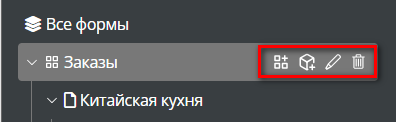 Все формы
Заказы
Китайская кухня